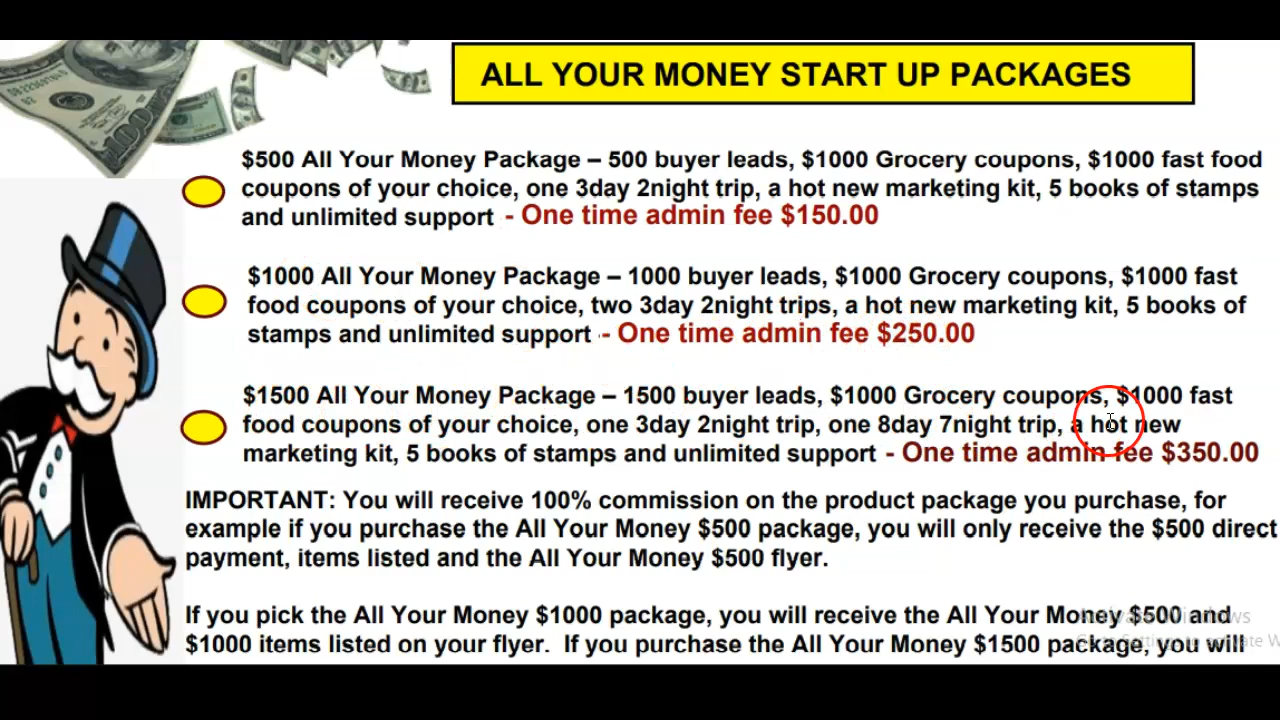 ALL YOUR MONEY START UP PACKAGES
$500 All Your Money Package – 500 buyer leads, $1000 Grocery coupons, $1000 fast food
coupons of your choice, one 3day 2night trip, a hot new marketing kit, 5 books of stamps
and unlimited support - One time admin fee $150.00
$1000 All Your Money Package – 1000 buyer leads, $1000 Grocery coupons, $1000 fast
food coupons of your choice, two 3day 2night trips, a hot new marketing kit, 5 books of
stamps and unlimited support - One time admin fee $250.00
$1500 All Your Money Package – 1500 buyer leads, $1000 Grocery coupons, $1000 fast
food coupons of your choice, one 3day 2night trip, one 8day 7night trip, a hot new
marketing kit, 5 books of stamps and unlimited support - One time admin fee $350.00
IMPORTANT: You will receive 100% commission on the product package you purchase, for
example if you purchase the All Your Money $500 package, you will only receive the $500 direct
payment, items listed and the All Your Money $500 flyer.
If you pick the All Your Money $1000 package, you will receive the All Your Money $500 and
$1000 items listed on your flyer. If you purchase the All Your Money $1500 package, you will
Activate Windows
Go to Settings to activate W
100